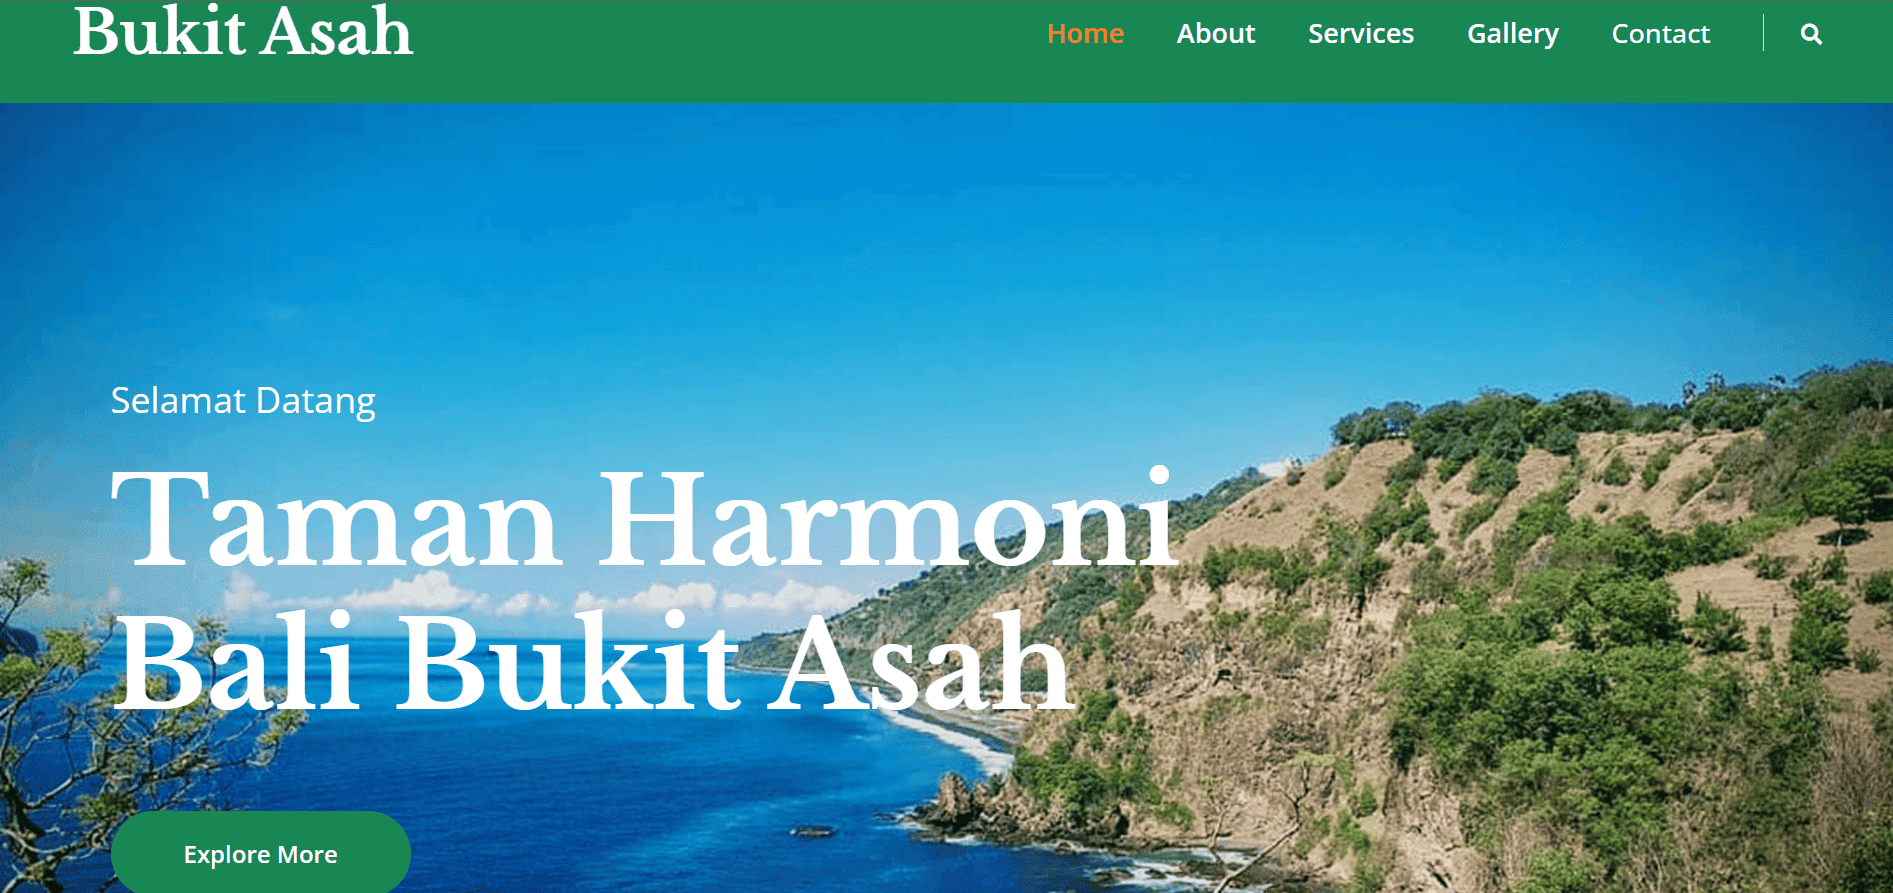 Bukit Asah
Home About Services Gallery Contact
Selamat Datang
Taman Harmoni
Bali Bukit Asah
Explore More